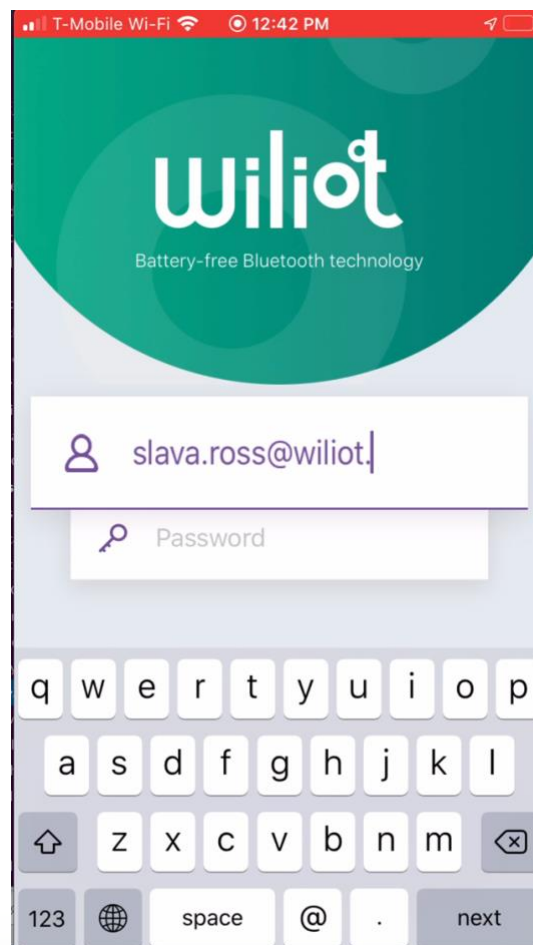 T-Mobile Wi-Fi 12:42 PM
wiliot
Battery-free Bluetooth technology
slava.ross@wiliot.
Password
q w e r t y u i o p
a s d f g h j k l
z x c v b n m
123 space @ . next